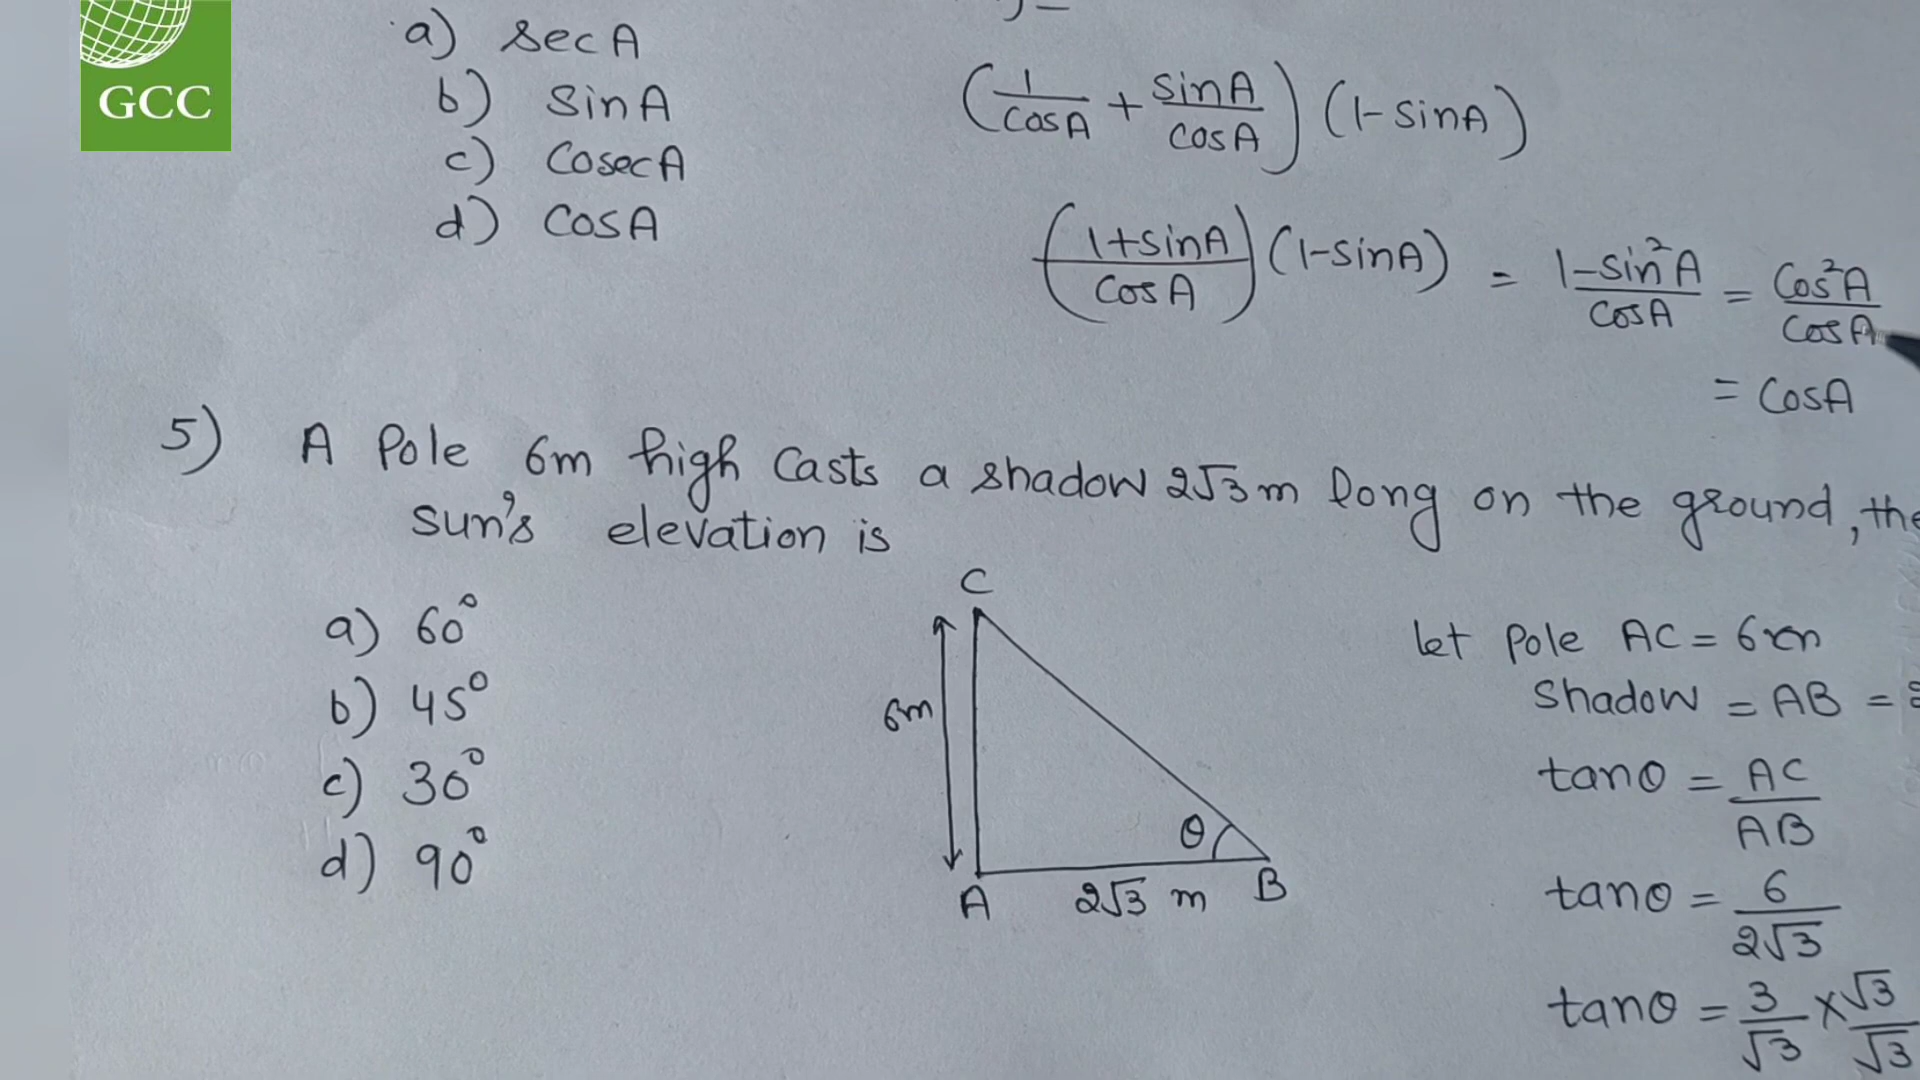 GCC
a) secA
b) sinA
c) cosecA
d) cosA
(1/cosA + sinA/cosA) (1-sinA)
(1+sinA/cosA) (1-sinA) = 1-sin²A/cosA = cos²A/cosA
= cosA
5) A Pole 6m high casts a shadow 2√3 m long on the ground, the
sun's elevation is
a) 60°
b) 45°
c) 30°
d) 90°
C
6m
θ
A 2√3 m B
let pole AC = 6m
shadow = AB =
tanθ = AC/AB
tanθ = 6/2√3
tanθ = 3/√3 × √3/√3